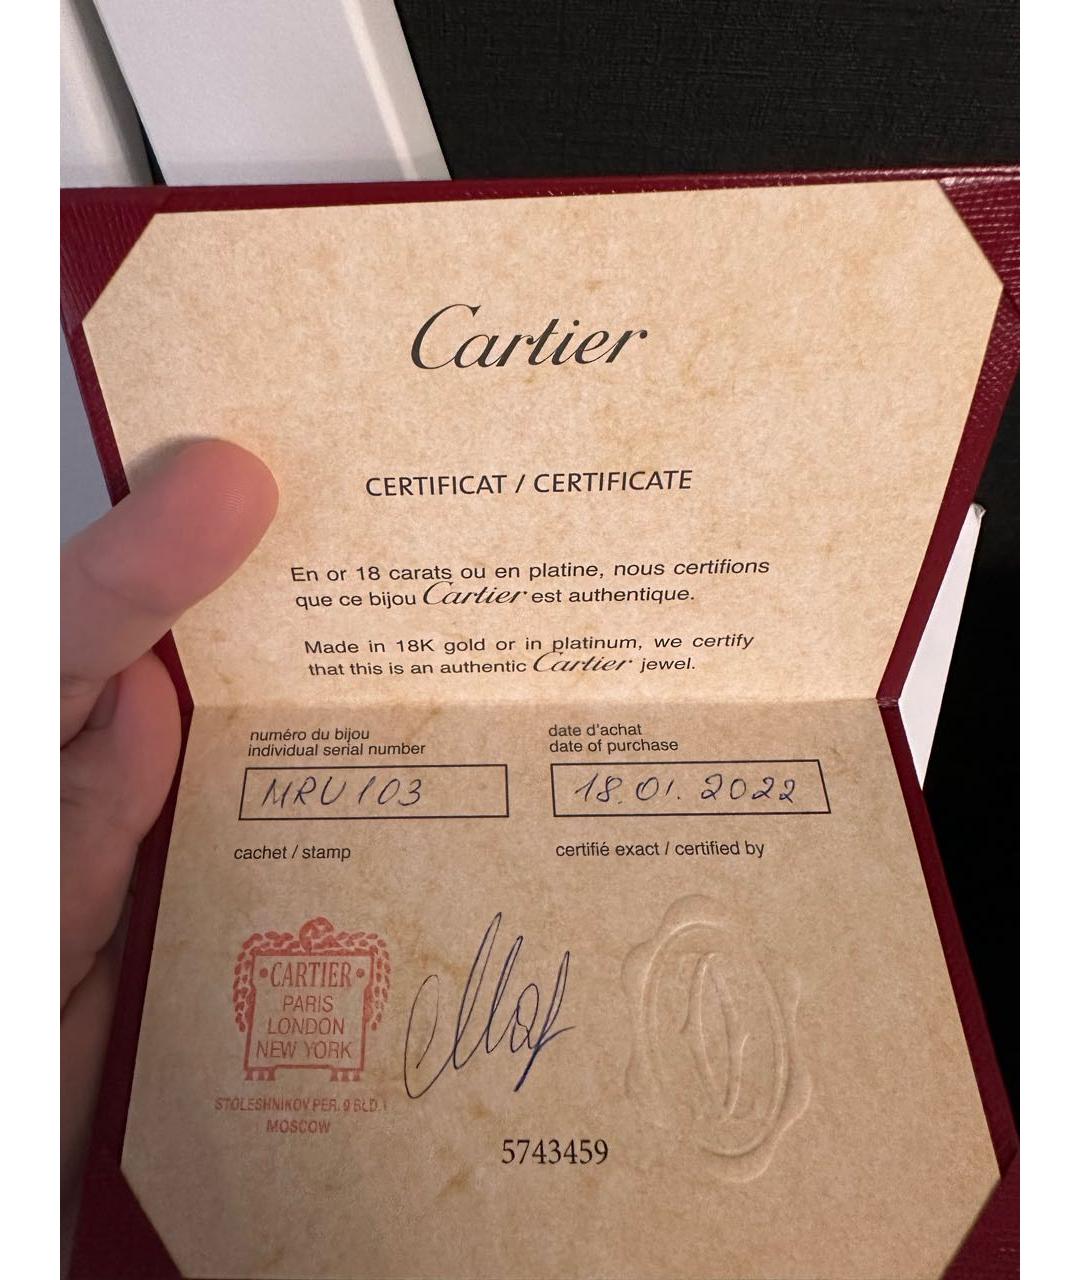 Cartier
CERTIFICAT / CERTIFICATE
En or 18 carats ou en platine, nous certifions
que ce bijou Cartier est authentique.
Made in 18K gold or in platinum, we certify
that this is an authentic Cartier jewel.
numéro du bijou
individual serial number
MRU103
date d'achat
date of purchase
18.01.2022
cachet / stamp
certifié exact / certified by
CARTIER
PARIS
LONDON
NEW YORK
STOLESHNIKOV PER. 9 BLD.1
MOSCOW
5743459